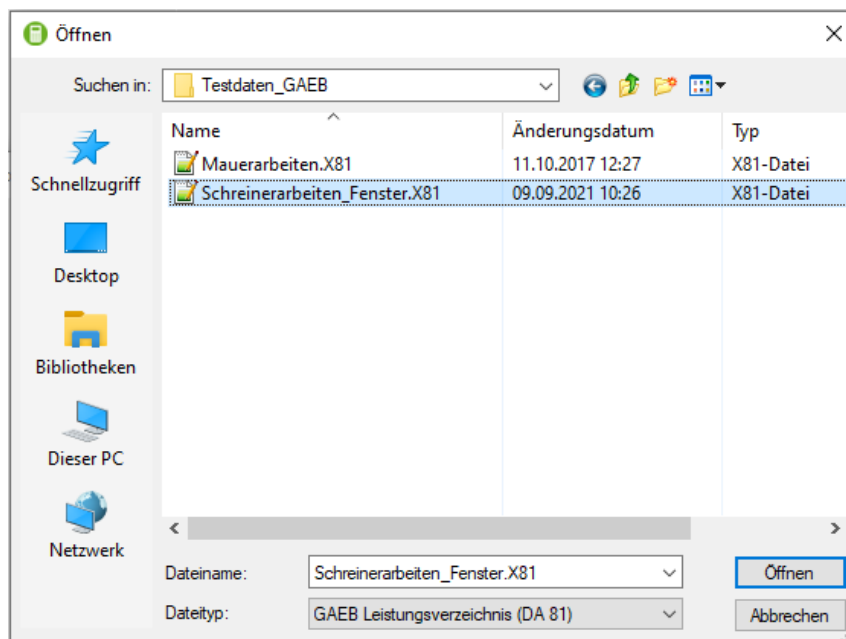 Öffnen
Suchen in: Testdaten_GAEB
Name Änderungsdatum Typ
Mauerarbeiten.X81 11.10.2017 12:27 X81-Datei
Schreinerarbeiten_Fenster.X81 09.09.2021 10:26 X81-Datei
Schnellzugriff
Desktop
Bibliotheken
Dieser PC
Netzwerk
Dateiname: Schreinerarbeiten_Fenster.X81 Öffnen
Dateityp: GAEB Leistungsverzeichnis (DA 81) Abbrechen